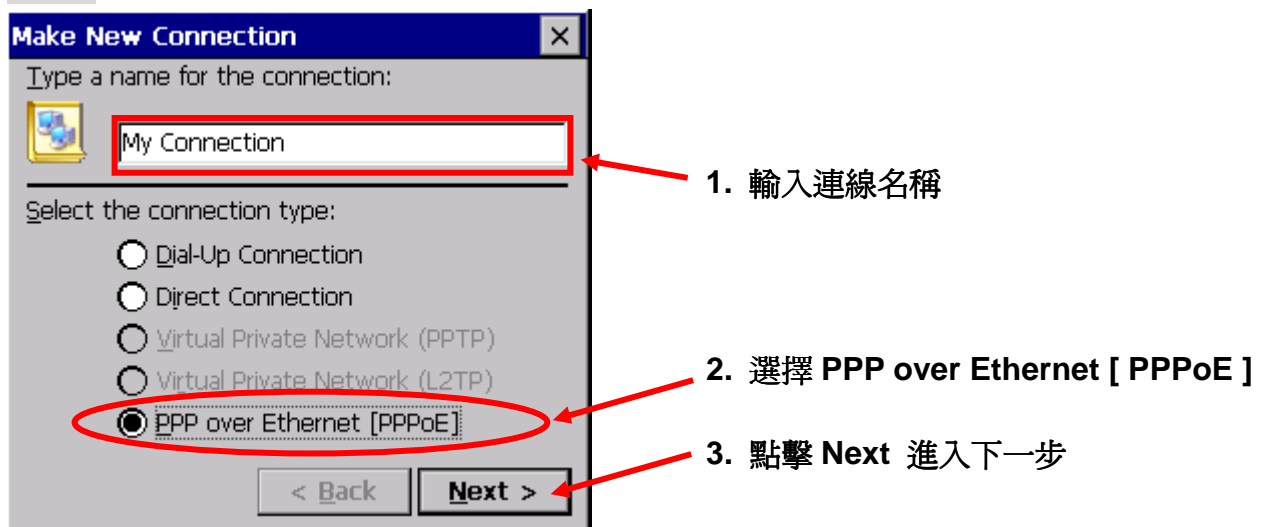 Make New Connection
Type a name for the connection:
My Connection
1. 輸入連線名稱
Select the connection type:
Dial-Up Connection
Direct Connection
Virtual Private Network (PPTP)
Virtual Private Network (L2TP)
2. 選擇 PPP over Ethernet [ PPPoE ]
PPP over Ethernet [PPPoE]
3. 點擊 Next 進入下一步
< Back Next >